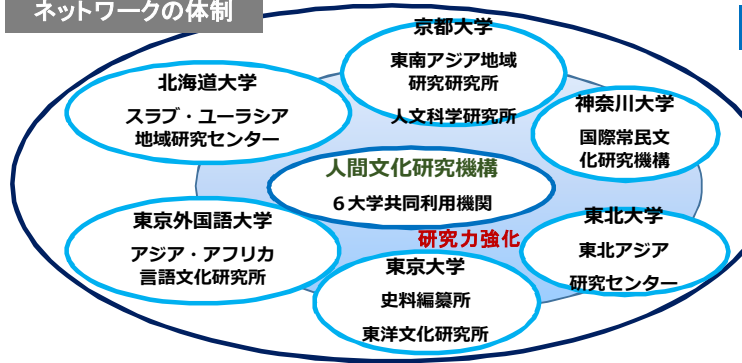 ネットワークの体制
京都大学
東南アジア地域
研究研究所
人文科学研究所
北海道大学
スラブ・ユーラシア
地域研究センター
神奈川大学
国際常民文
化研究機構
人間文化研究機構
6大学共同利用機関
東京外国語大学
アジア・アフリカ
言語文化研究所
研究力強化
東北大学
東北アジア
研究センター
東京大学
史料編纂所
東洋文化研究所